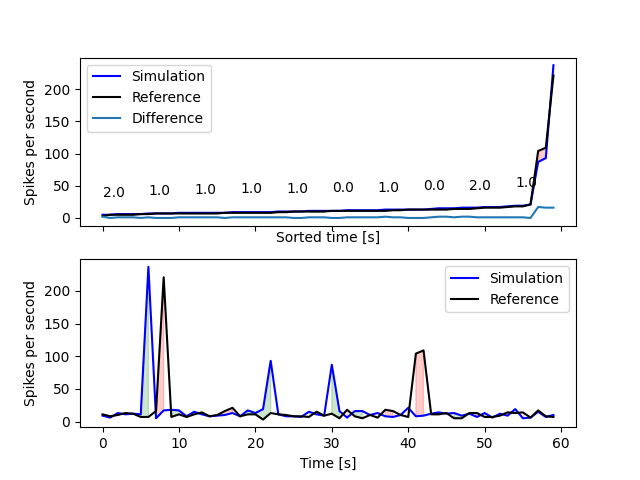 Spikes per second
200
150
100
50
0
Simulation
Reference
Difference
2.0 1.0 1.0 1.0 1.0 0.0 1.0 0.0 2.0 1.0
Sorted time [s]
Spikes per second
200
150
100
50
0
Simulation
Reference
0 10 20 30 40 50 60
Time [s]